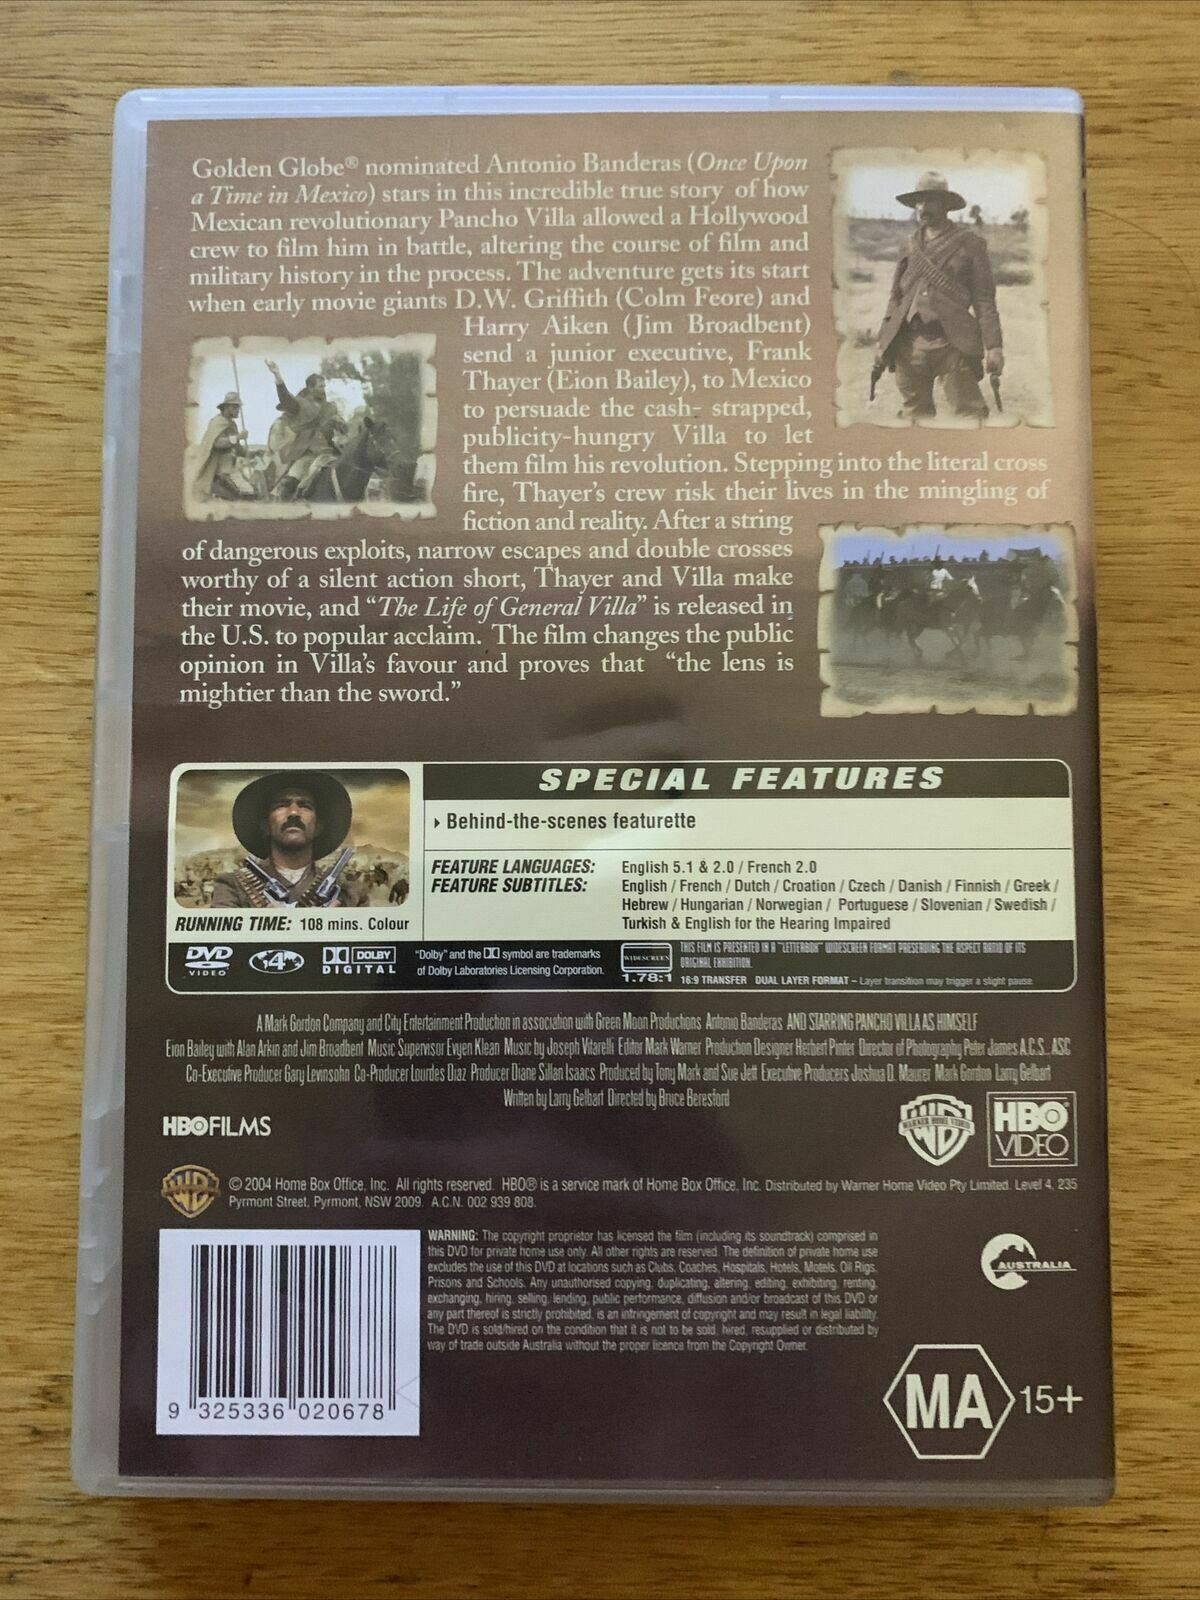 Golden Globe® nominated Antonio Banderas (Once Upon
a Time in Mexico) stars in this incredible true story of how
Mexican revolutionary Pancho Villa allowed a Hollywood
crew to film him in battle, altering the course of film and
military history in the process. The adventure gets its start
when early movie giants D.W. Griffith (Colm Feore) and
Harry Aiken (Jim Broadbent)
send a junior executive, Frank
Thayer (Eion Bailey), to Mexico
to persuade the cash- strapped,
publicity-hungry Villa to let
them film his revolution. Stepping into the literal cross
fire, Thayer's crew risk their lives in the mingling of
fiction and reality. After a string
of dangerous exploits, narrow escapes and double crosses
worthy of a silent action short, Thayer and Villa make
their movie, and “The Life of General Villa” is released in
the U.S. to popular acclaim. The film changes the public
opinion in Villa's favour and proves that “the lens is
mightier than the sword.”
SPECIAL FEATURES
Behind-the-scenes featurette
FEATURE LANGUAGES: English 5.1 & 2.0 / French 2.0
FEATURE SUBTITLES: English / French / Dutch / Croation / Czech / Danish / Finnish / Greek /
Hebrew / Hungarian / Norwegian / Portuguese / Slovenian / Swedish /
Turkish & English for the Hearing Impaired
RUNNING TIME: 108 mins. Colour
DVD VIDEO
4
DOLBY DIGITAL
"Dolby" and the DD symbol are trademarks
of Dolby Laboratories Licensing Corporation.
WIDESCREEN
1.78:1
THIS FILM IS PRESENTED IN A "LETTERBOX" WIDESCREEN FORMAT PRESERVING THE ASPECT RATIO OF ITS
ORIGINAL EXHIBITION.
16:9 TRANSFER DUAL LAYER FORMAT – Layer transition may trigger a slight pause
A Mark Gordon Company and City Entertainment Production in association with Green Moon Productions Antonio Banderas AND STARRING PANCHO VILLA AS HIMSELF
Eion Bailey with Alan Arkin and Jim Broadbent Music Supervisor Evyen Klean Music by Joseph Vitarelli Editor Mark Warner Production Designer Herbert Pinter Director of Photography Peter James A.C.S., ASC
Co-Executive Producer Gary Levinsohn Co-Producer Lourdes Diaz Producer Diane Sillan Isaacs Produced by Tony Mark and Sue Jett Executive Producers Joshua D. Maurer Mark Gordon Larry Gelbart
Written by Larry Gelbart Directed by Bruce Beresford
HBO FILMS
WB WARNER HOME VIDEO
HBO® VIDEO
© 2004 Home Box Office, Inc. All rights reserved. HBO® is a service mark of Home Box Office, Inc. Distributed by Warner Home Video Pty Limited. Level 4, 235
Pyrmont Street, Pyrmont, NSW 2009. A.C.N. 002 939 808.
WARNING: The copyright proprietor has licensed the film (including its soundtrack) comprised in
this DVD for private home use only. All other rights are reserved. The definition of private home use
excludes the use of this DVD at locations such as Clubs, Coaches, Hospitals, Hotels, Motels, Oil Rigs,
Prisons and Schools. Any unauthorised copying, duplicating, altering, editing, exhibiting, renting,
exchanging, hiring, selling, lending, public performance, diffusion and/or broadcast of this DVD or
any part thereof is strictly prohibited, is an infringement of copyright and may result in legal liability.
The DVD is sold/hired on the condition that it is not to be sold, hired, resupplied or distributed by
way of trade outside Australia without the proper licence from the Copyright Owner.
AUSTRALIA
9 325336 020678
MA 15+